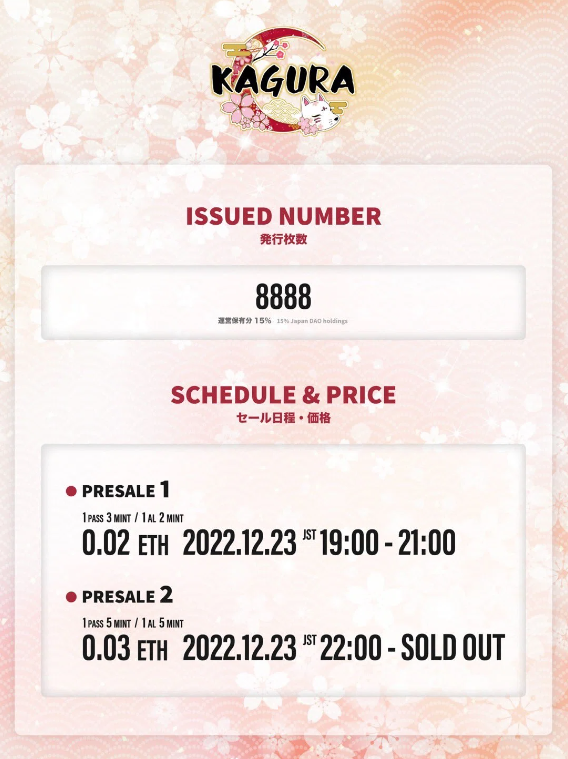 KAGURA
ISSUED NUMBER
発行枚数
8888
運営保有分 15% 15% Japan DAO holdings
SCHEDULE & PRICE
セール日程・価格
PRESALE 1
1 PASS 3 MINT / 1 AL 2 MINT
0.02 ETH 2022.12.23 JST 19:00 - 21:00
PRESALE 2
1 PASS 5 MINT / 1 AL 5 MINT
0.03 ETH 2022.12.23 JST 22:00 - SOLD OUT